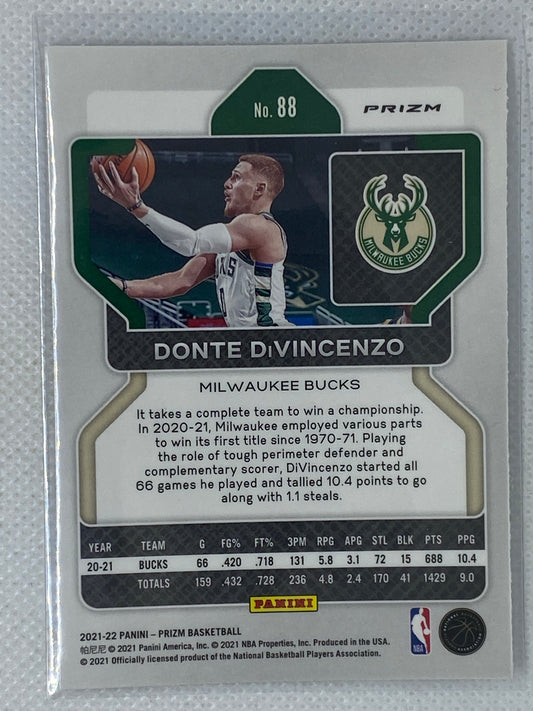 No. 88
PRIZM
MILWAUKEE BUCKS
KS
0
DONTE DiVINCENZO
MILWAUKEE BUCKS
It takes a complete team to win a championship.
In 2020-21, Milwaukee employed various parts
to win its first title since 1970-71. Playing
the role of tough perimeter defender and
complementary scorer, DiVincenzo started all
66 games he played and tallied 10.4 points to go
along with 1.1 steals.
YEAR TEAM G FG% FT% 3PM RPG APG STL BLK PTS PPG
20-21 BUCKS 66 .420 .718 131 5.8 3.1 72 15 688 10.4
TOTALS 159 .432 .728 236 4.8 2.4 170 41 1429 9.0
PANINI
2021-22 PANINI – PRIZM BASKETBALL
帕尼尼 © 2021 Panini America, Inc. © 2021 NBA Properties, Inc. Produced in the USA.
© 2021 Officially licensed product of the National Basketball Players Association.
NBA